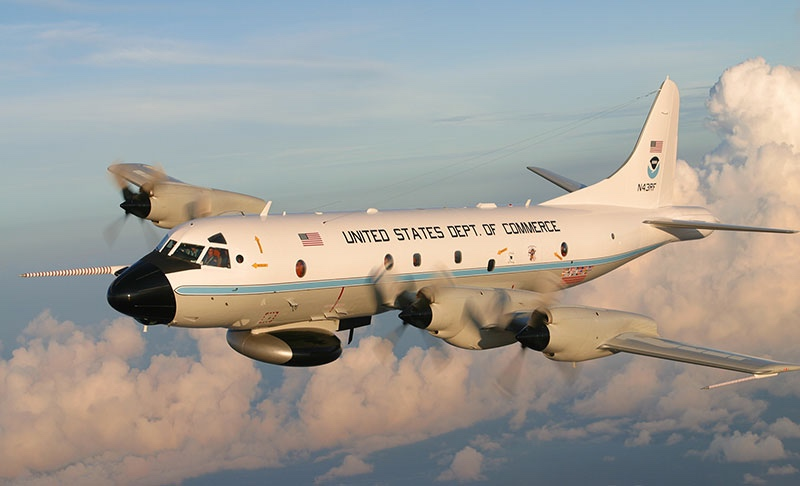 UNITED STATES DEPT. OF COMMERCE
N43RF